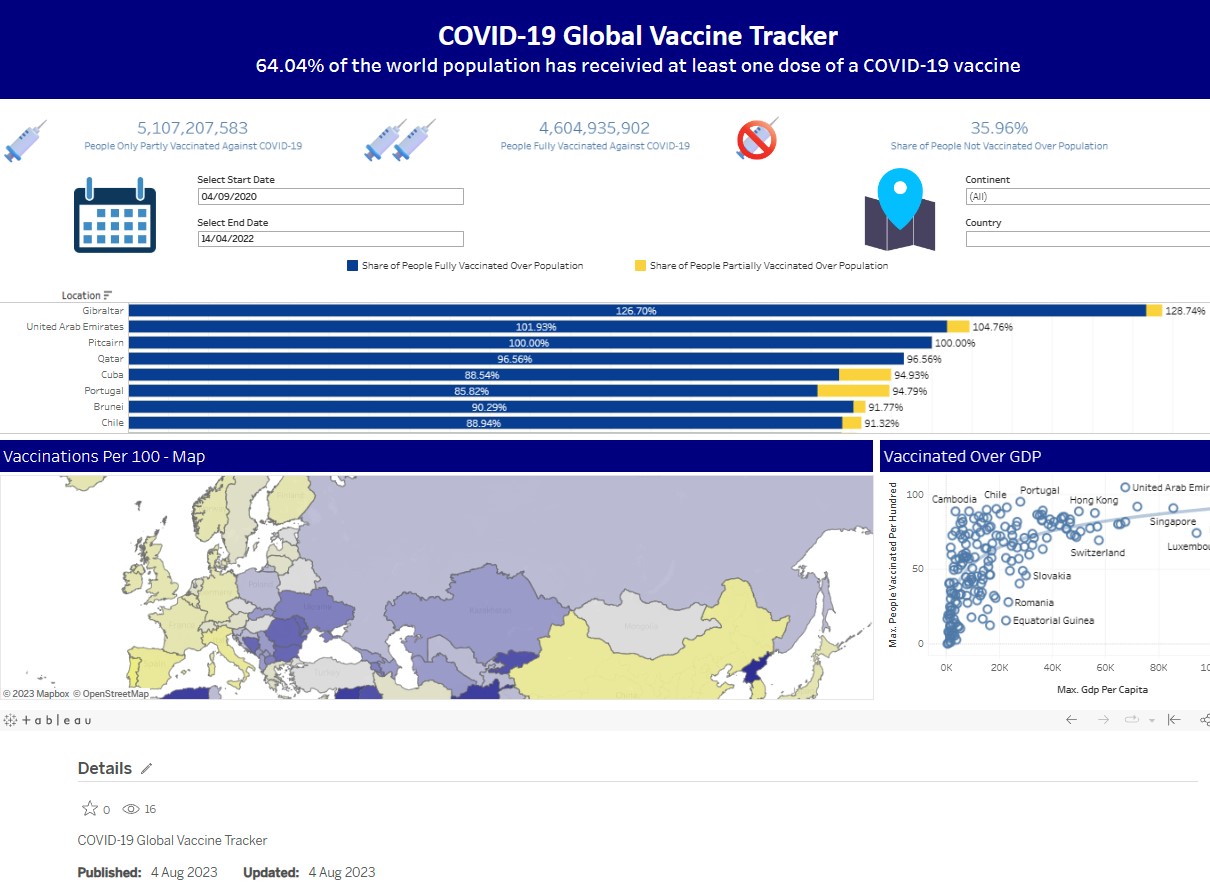 COVID-19 Global Vaccine Tracker
64.04% of the world population has receivied at least one dose of a COVID-19 vaccine
5,107,207,583
People Only Partly Vaccinated Against COVID-19
4,604,935,902
People Fully Vaccinated Against COVID-19
35.96%
Share of People Not Vaccinated Over Population
Select Start Date
04/09/2020
Select End Date
14/04/2022
Continent
(All)
Country
Share of People Fully Vaccinated Over Population
Share of People Partially Vaccinated Over Population
Location
Gibraltar 126.70% 128.74%
United Arab Emirates 101.93% 104.76%
Pitcairn 100.00% 100.00%
Qatar 96.56% 96.56%
Cuba 88.54% 94.93%
Portugal 85.82% 94.79%
Brunei 90.29% 91.77%
Chile 88.94% 91.32%
Vaccinations Per 100 - Map
© 2023 Mapbox © OpenStreetMap
Vaccinated Over GDP
Max. People Vaccinated Per Hundred
100
50
0
Cambodia
Chile
Portugal
Hong Kong
United Arab Emir
Singapore
Switzerland
Luxembou
Slovakia
Romania
Equatorial Guinea
0K 20K 40K 60K 80K 10
Max. Gdp Per Capita
+ a b | e a u
Details
0 16
COVID-19 Global Vaccine Tracker
Published: 4 Aug 2023 Updated: 4 Aug 2023